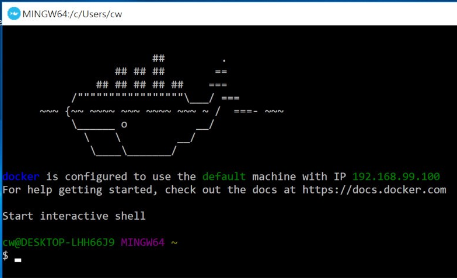 MINGW64:/c/Users/cw
                        ##         .
                  ## ## ##        ==
               ## ## ## ## ##    ===
           /"""""""""""""""""\___/ ===
      ~~~ {~~ ~~~~ ~~~ ~~~~ ~~~ ~ /  ===- ~~~
           \______ o           __/
             \    \         __/
              \____\_______/
docker is configured to use the default machine with IP 192.168.99.100
For help getting started, check out the docs at https://docs.docker.com
Start interactive shell
cw@DESKTOP-LHH66J9 MINGW64 ~
$